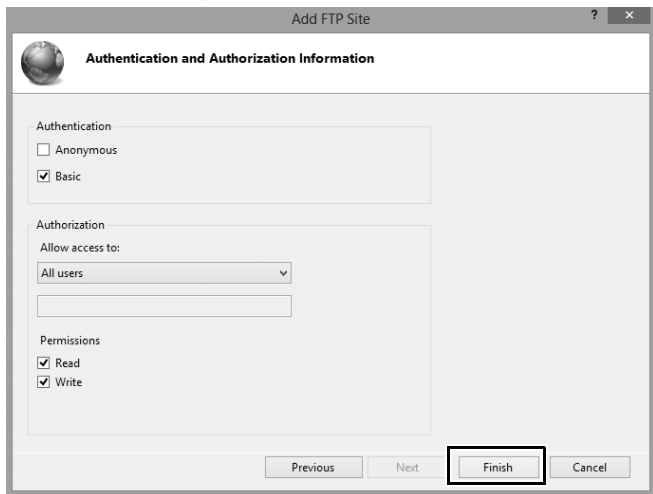 Add FTP Site
? ×
Authentication and Authorization Information
Authentication
Anonymous
Basic
Authorization
Allow access to:
All users
Permissions
Read
Write
Previous Next Finish Cancel